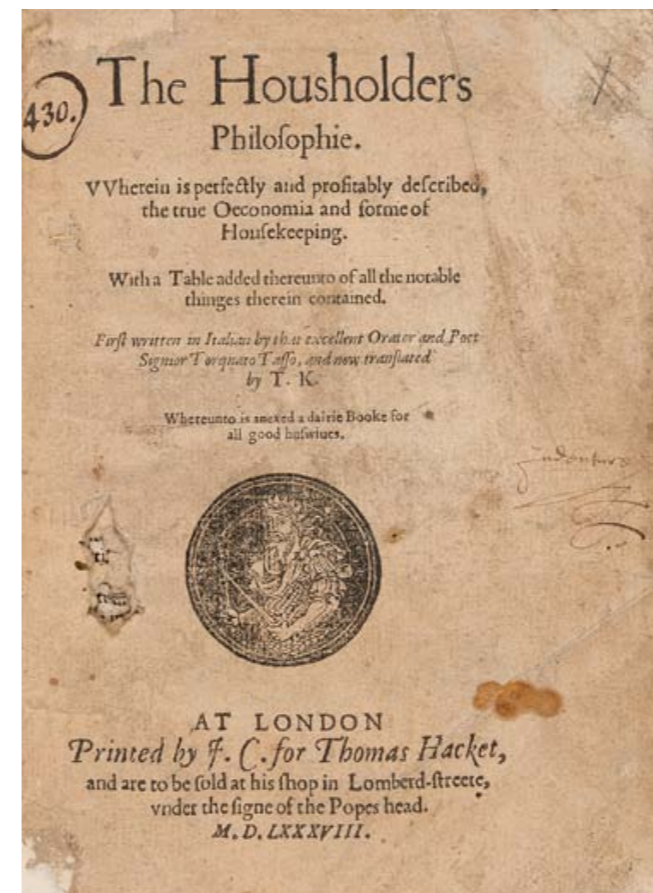 430.
The Housholders
Philoſophie.
VVherein is perfectly and profitably deſcribed,
the true Oeconomia and forme of
Houſekeeping.
With a Table added thereunto of all the notable
thinges therein contained.
Firſt written in Italian by that excellent Orator and Poet
Signior Torquato Taſſo, and now tranſlated
by T. K.
Whereunto is anexed a dairie Booke for
all good huſwiues.
AT LONDON
Printed by J. C. for Thomas Hacket,
and are to be ſold at his ſhop in Lomberd-ſtreete,
vnder the ſigne of the Popes head.
M. D. LXXXVIII.